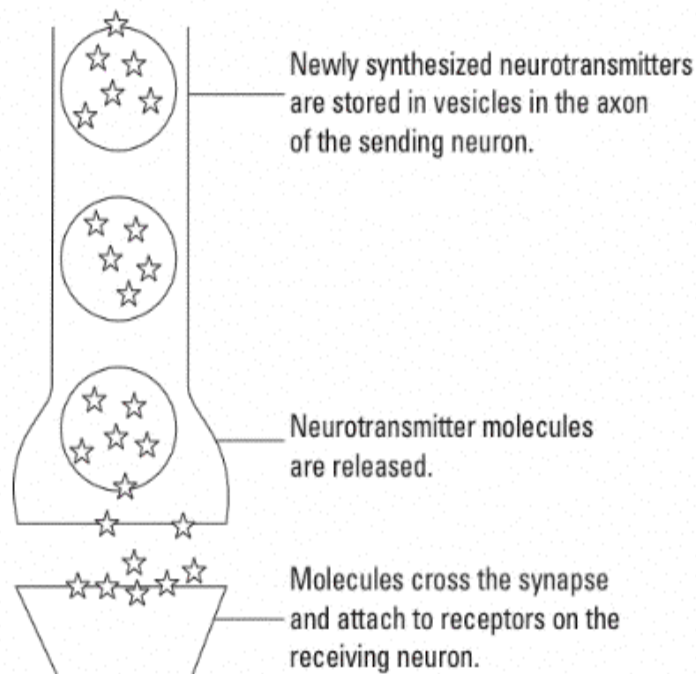 Newly synthesized neurotransmitters
are stored in vesicles in the axon
of the sending neuron.
Neurotransmitter molecules
are released.
Molecules cross the synapse
and attach to receptors on the
receiving neuron.